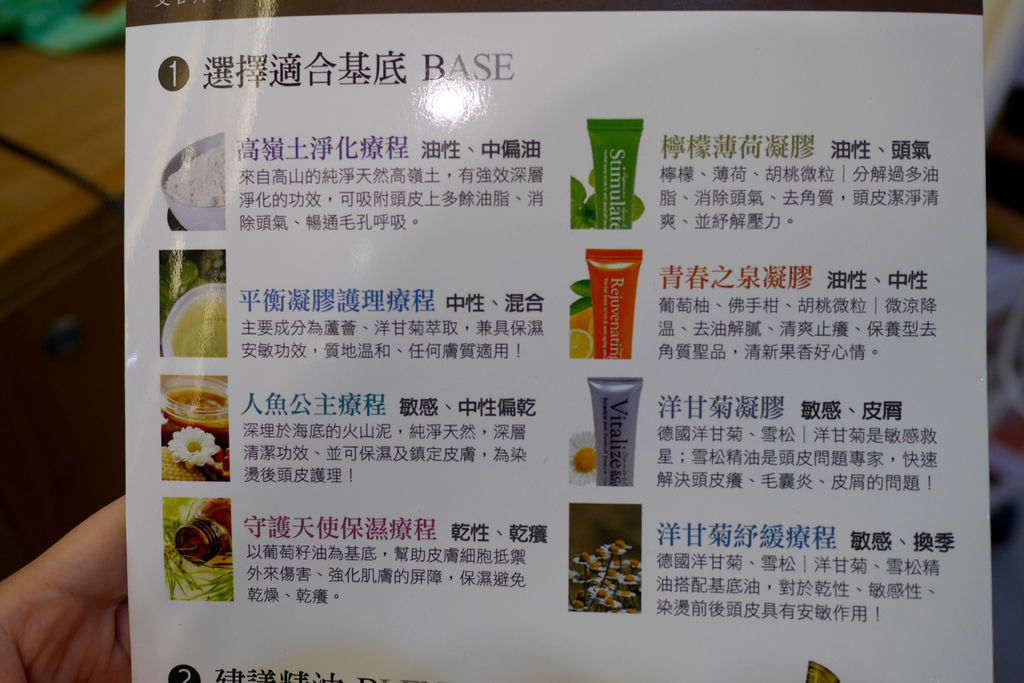 1 選擇適合基底 BASE
高嶺土淨化療程 油性、中偏油
來自高山的純淨天然高嶺土，有強效深層
淨化的功效，可吸附頭皮上多餘油脂、消
除頭氣、暢通毛孔呼吸。
平衡凝膠護理療程 中性、混合
主要成分為蘆薈、洋甘菊萃取，兼具保濕
安敏功效，質地温和、任何膚質適用！
人魚公主療程 敏感、中性偏乾
深埋於海底的火山泥，純淨天然，深層
清潔功效、並可保濕及鎮定皮膚，為染
燙後頭皮護理！
守護天使保濕療程 乾性、乾癢
以葡萄籽油為基底，幫助皮膚細胞抵禦
外來傷害、強化肌膚的屏障，保濕避免
乾燥、乾癢。
Stimulate
檸檬薄荷凝膠 油性、頭氣
檸檬、薄荷、胡桃微粒｜分解過多油
脂、消除頭氣、去角質，頭皮潔淨清
爽、並紓解壓力。
Rejuvenating
青春之泉凝膠 油性、中性
葡萄柚、佛手柑、胡桃微粒｜微涼降
温、去油解膩、清爽止癢、保養型去
角質聖品，清新果香好心情。
Vitalize
洋甘菊凝膠 敏感、皮屑
德國洋甘菊、雪松｜洋甘菊是敏感救
星；雪松精油是頭皮問題專家，快速
解決頭皮癢、毛囊炎、皮屑的問題！
洋甘菊紓緩療程 敏感、換季
德國洋甘菊、雪松｜洋甘菊、雪松精
油搭配基底油，對於乾性、敏感性、
染燙前後頭皮具有安敏作用！
2 建議精油